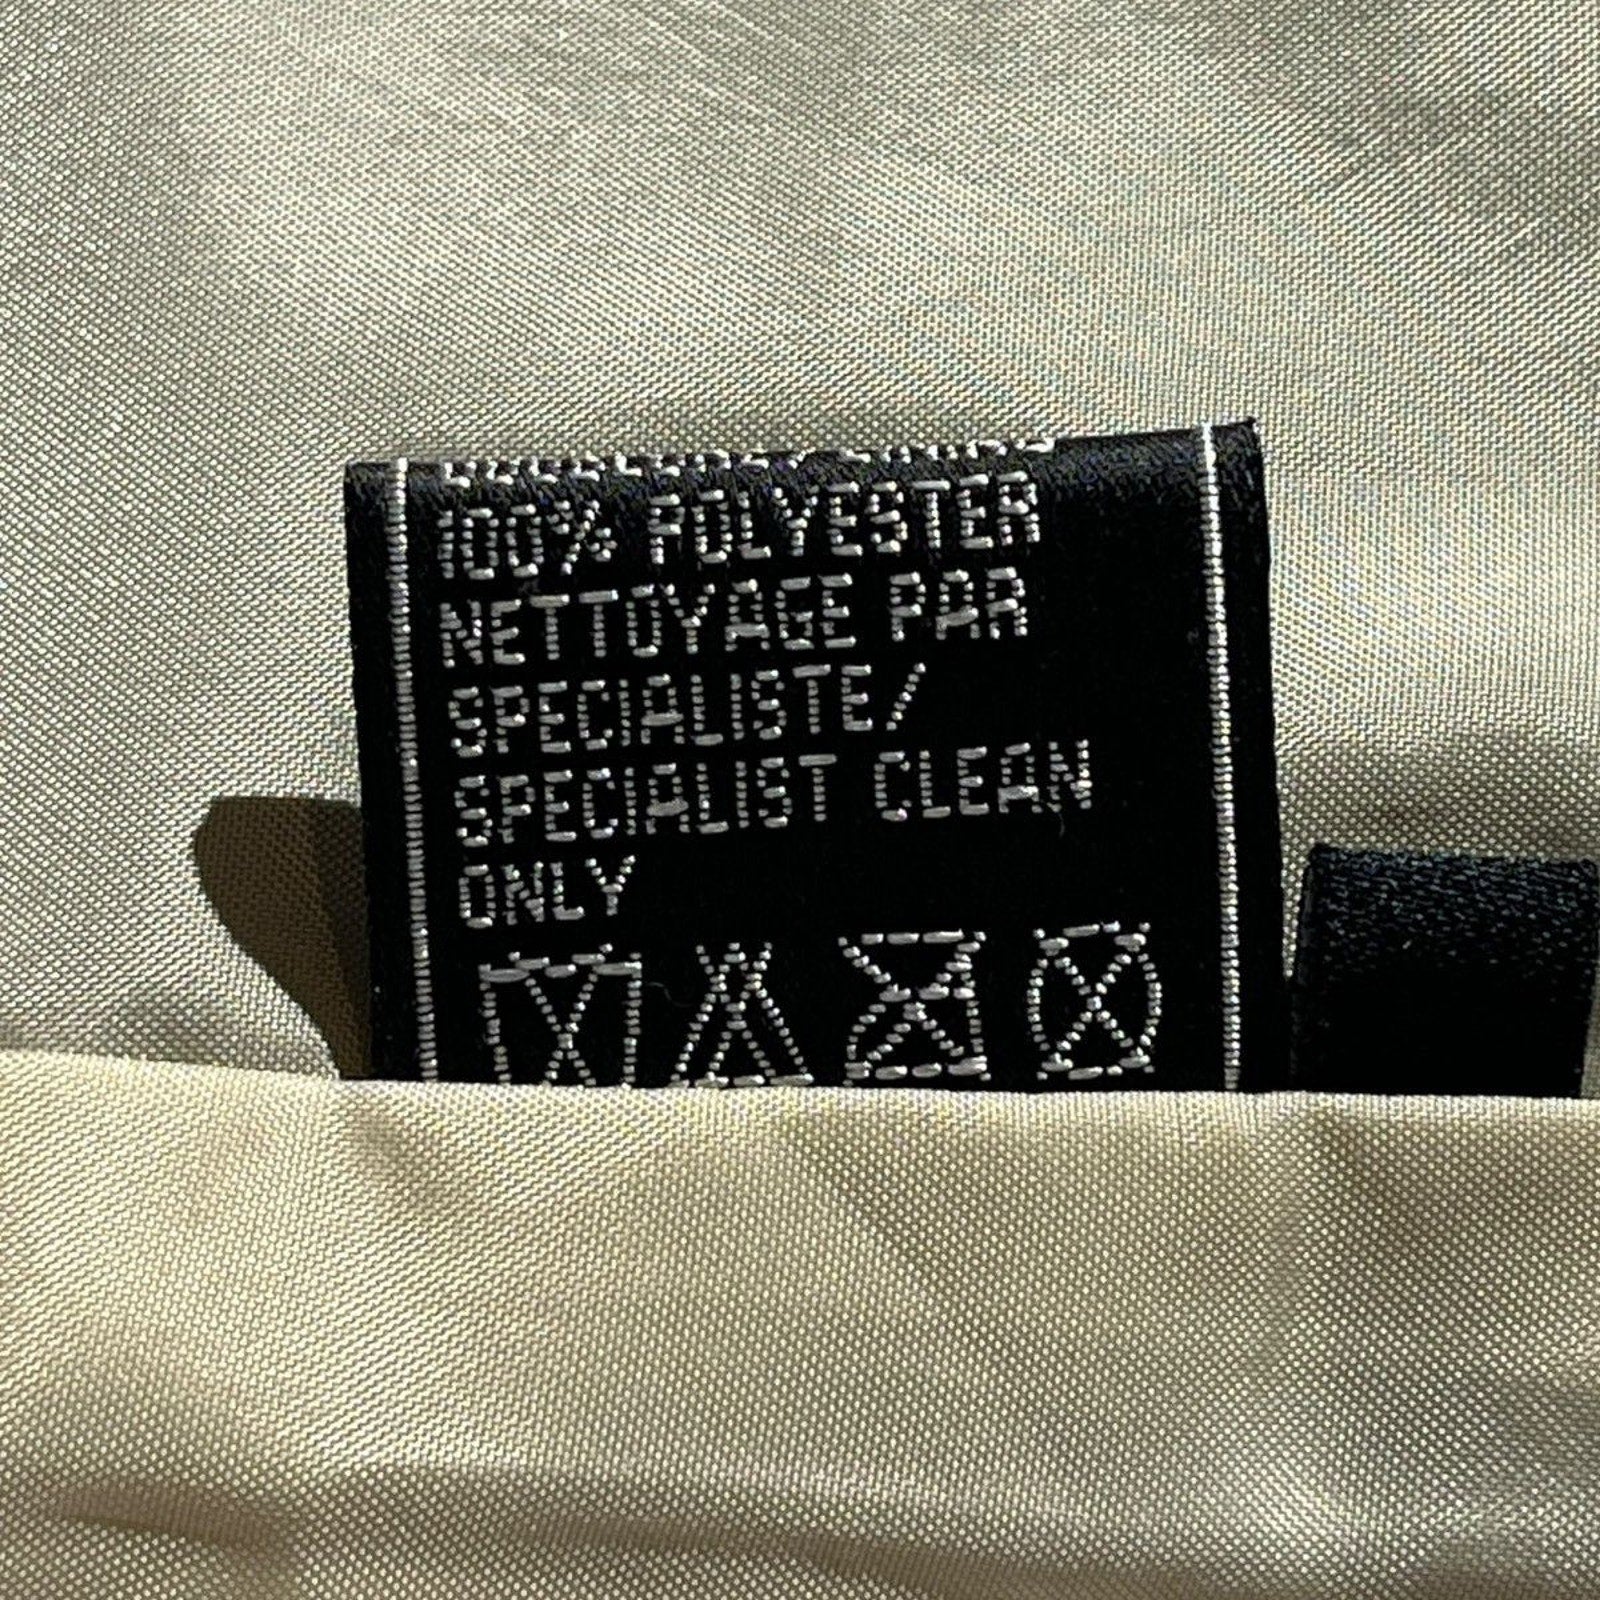 100% POLYESTER
NETTOYAGE PAR
SPECIALISTE/
SPECIALIST CLEAN
ONLY